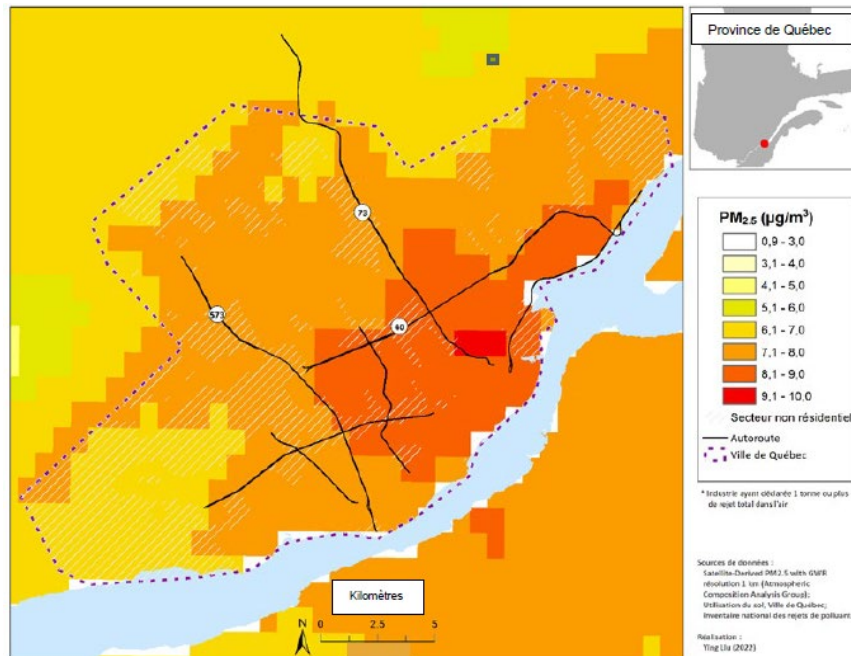 Province de Québec
73
573
40
PM2.5 (µg/m³)
0,9 - 3,0
3,1 - 4,0
4,1 - 5,0
5,1 - 6,0
6,1 - 7,0
7,1 - 8,0
8,1 - 9,0
9,1 - 10,0
Secteur non résidentiel
Autoroute
Ville de Québec
* Industrie ayant déclarée 1 tonne ou plus
de rejet total dans l'air
Sources de données :
Satellite-Derived PM2.5 with GWR
résolution 1 km (Atmospheric
Composition Analysis Group);
Utilisation du sol, Ville de Québec;
Inventaire national des rejets de polluant
Réalisation :
Ying Liu (2022)
Kilomètres
N
0 2.5 5